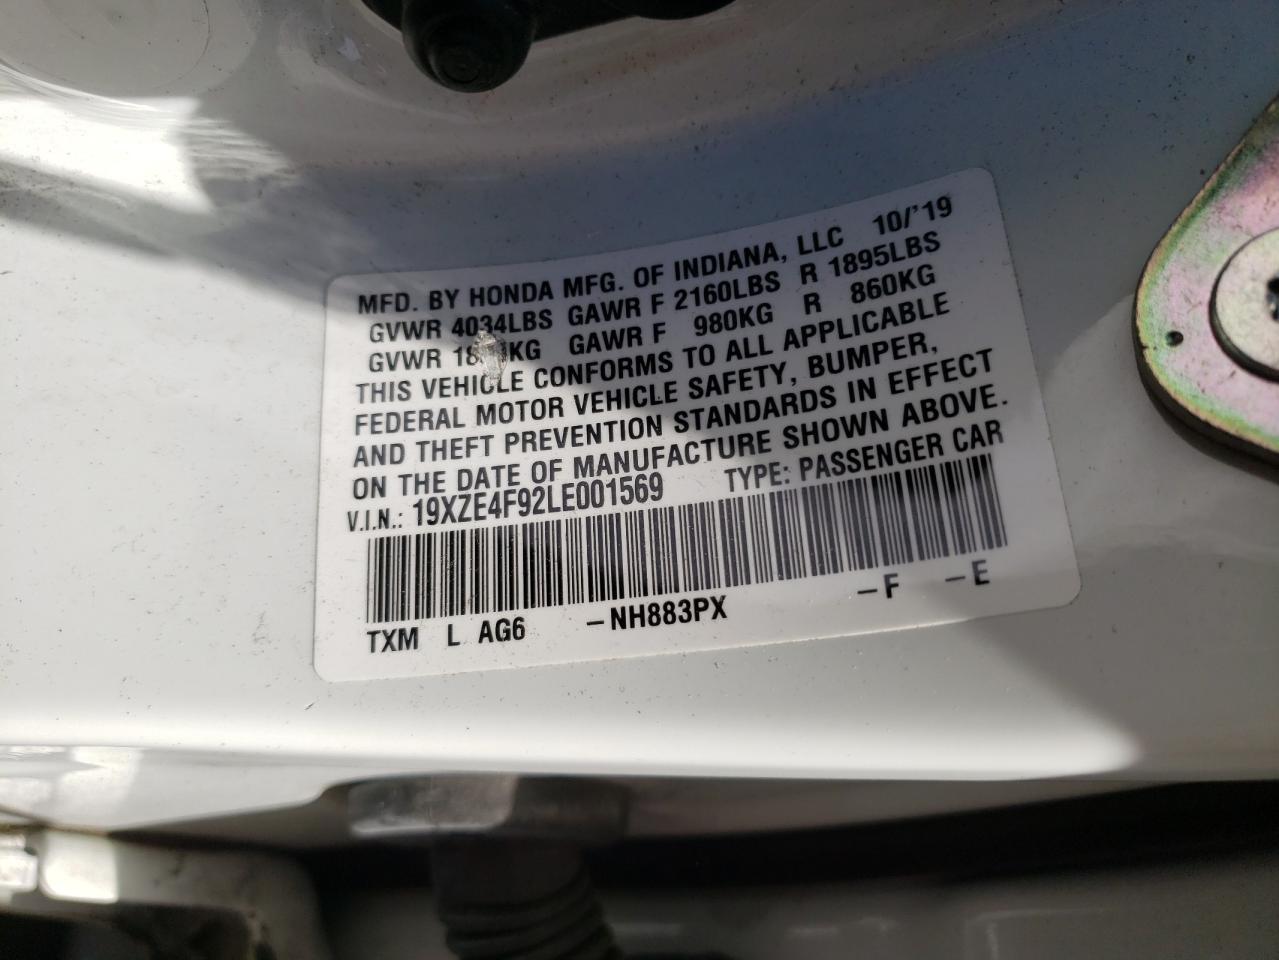 MFD. BY HONDA MFG. OF INDIANA, LLC 10/'19
GVWR 4034LBS GAWR F 2160LBS R 1895LBS
GVWR GAWR F 980KG R 860KG
THIS VEHICLE CONFORMS TO ALL APPLICABLE
FEDERAL MOTOR VEHICLE SAFETY, BUMPER,
AND THEFT PREVENTION STANDARDS IN EFFECT
ON THE DATE OF MANUFACTURE SHOWN ABOVE.
V.I.N.: 19XZE4F92LE001569 TYPE: PASSENGER CAR
TXM L AG6 -NH883PX -F -E